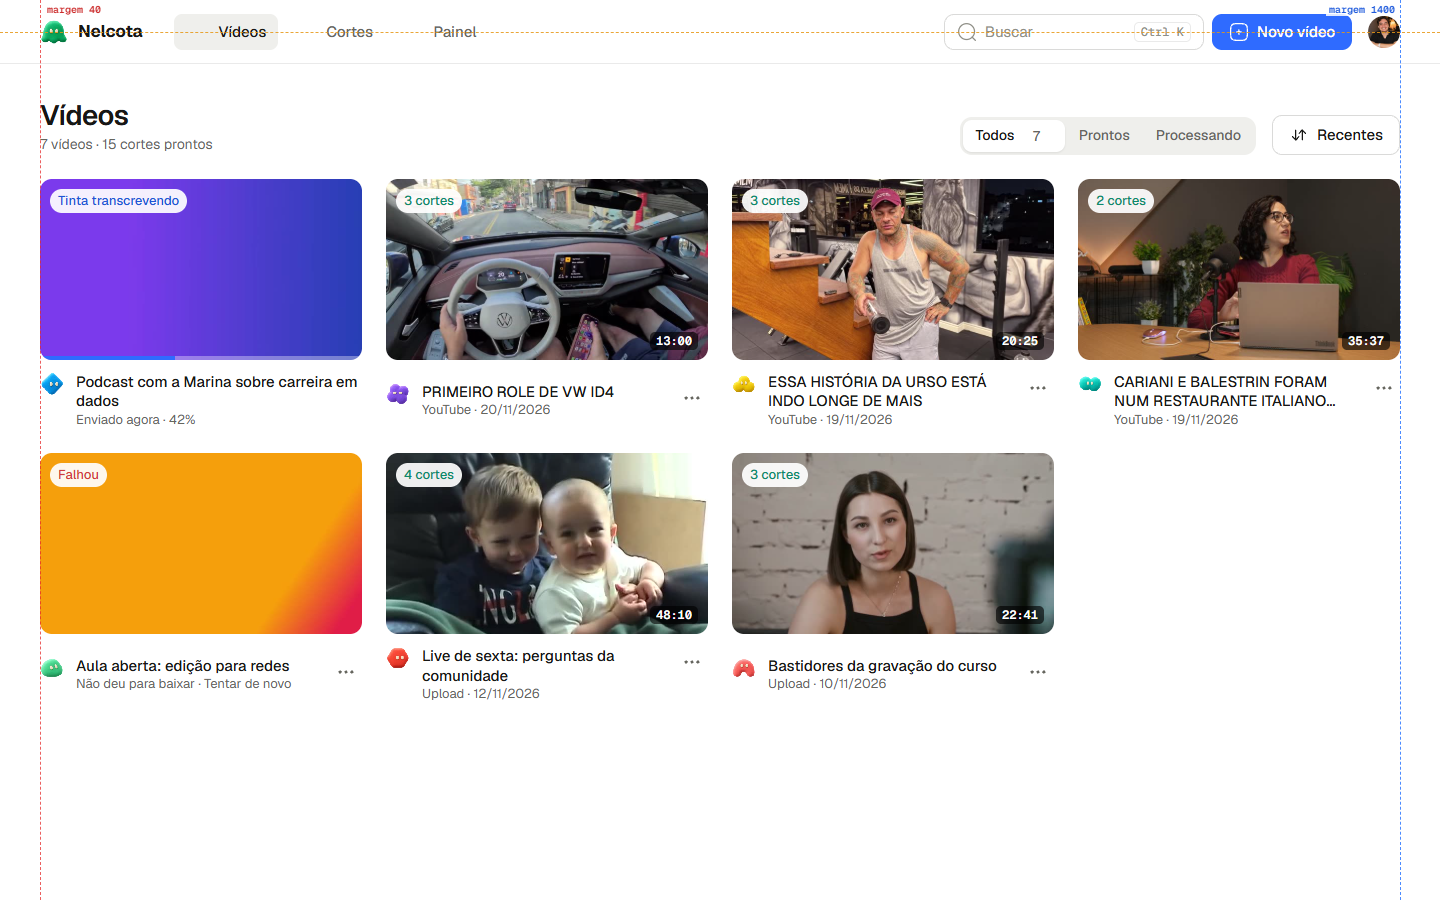 margem 40
margem 1400
Nelcota
Vídeos
Cortes
Painel
Buscar
Ctrl K
Novo vídeo
Vídeos
7 vídeos · 15 cortes prontos
Todos 7
Prontos
Processando
Recentes
Tinta transcrevendo
3 cortes
13:00
3 cortes
20:25
2 cortes
35:37
Podcast com a Marina sobre carreira em
dados
Enviado agora · 42%
PRIMEIRO ROLE DE VW ID4
YouTube · 20/11/2026
ESSA HISTÓRIA DA URSO ESTÁ
INDO LONGE DE MAIS
YouTube · 19/11/2026
CARIANI E BALESTRIN FORAM
NUM RESTAURANTE ITALIANO...
YouTube · 19/11/2026
Falhou
4 cortes
48:10
3 cortes
22:41
Aula aberta: edição para redes
Não deu para baixar · Tentar de novo
Live de sexta: perguntas da
comunidade
Upload · 12/11/2026
Bastidores da gravação do curso
Upload · 10/11/2026